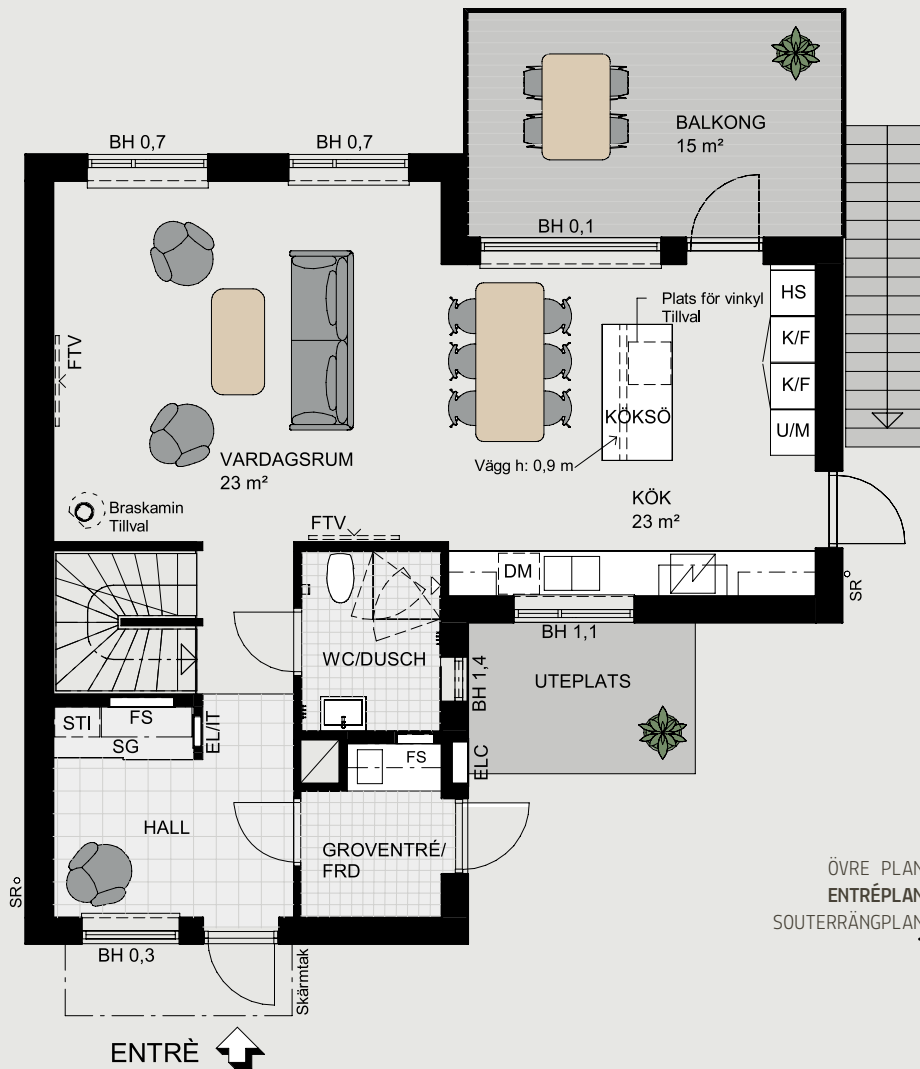 BALKONG
15 m²
BH 0,7
BH 0,7
BH 0,1
Plats för vinkyl
Tillval
HS
K/F
K/F
U/M
FTV
KÖKSÖ
VARDAGSRUM
23 m²
Vägg h: 0,9 m
KÖK
23 m²
Braskamin
Tillval
FTV
DM
SR
BH 1,1
WC/DUSCH
BH 1,4
UTEPLATS
STI
FS
SG
EL/IT
FS
ELC
HALL
GROVENTRÉ/
FRD
SR
BH 0,3
Skärmtak
ENTRÈ
ÖVRE PLAN
ENTRÉPLAN
SOUTERRÄNGPLAN